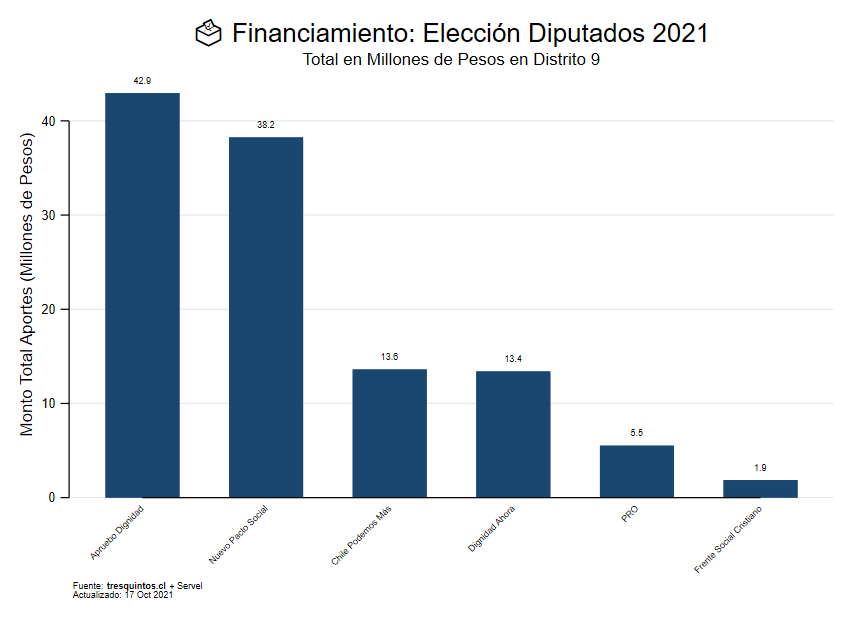 Financiamiento: Elección Diputados 2021
Total en Millones de Pesos en Distrito 9
Monto Total Aportes (Millones de Pesos)
40
30
20
10
0
42.9
38.2
13.6
13.4
5.5
1.9
Apruebo Dignidad
Nuevo Pacto Social
Chile Podemos Más
Dignidad Ahora
PRO
Frente Social Cristiano
Fuente: tresquintos.cl + Servel
Actualizado: 17 Oct 2021